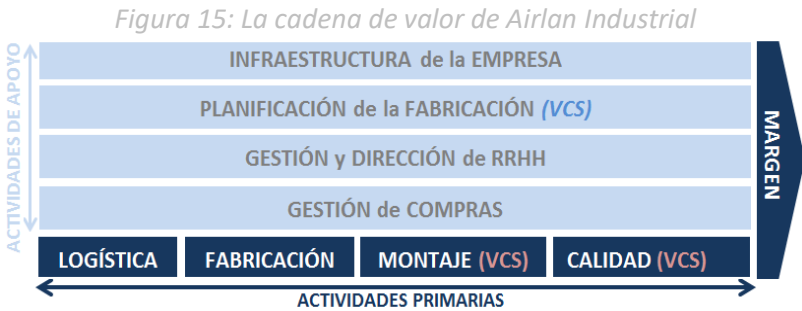 Figura 15: La cadena de valor de Airlan Industrial
ACTIVIDADES DE APOYO
INFRAESTRUCTURA de la EMPRESA
PLANIFICACIÓN de la FABRICACIÓN (VCS)
GESTIÓN y DIRECCIÓN de RRHH
GESTIÓN de COMPRAS
MARGEN
LOGÍSTICA
FABRICACIÓN
MONTAJE (VCS)
CALIDAD (VCS)
ACTIVIDADES PRIMARIAS